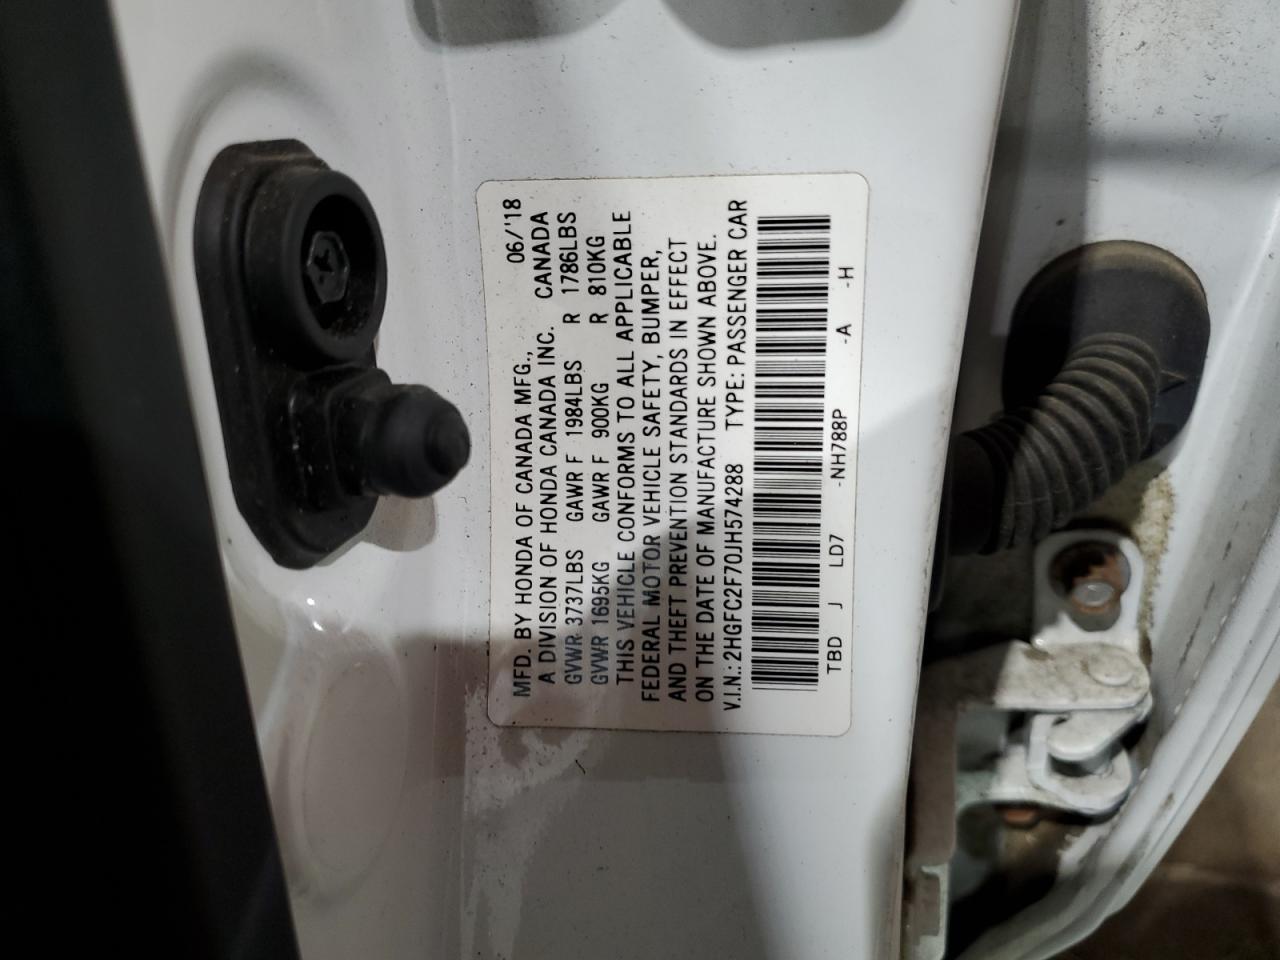 MFD. BY HONDA OF CANADA MFG., 06/'18
A DIVISION OF HONDA CANADA INC. CANADA
GVWR 3737LBS GAWR F 1984LBS R 1786LBS
GVWR 1695KG GAWR F 900KG R 810KG
THIS VEHICLE CONFORMS TO ALL APPLICABLE
FEDERAL MOTOR VEHICLE SAFETY, BUMPER,
AND THEFT PREVENTION STANDARDS IN EFFECT
ON THE DATE OF MANUFACTURE SHOWN ABOVE.
V.I.N.: 2HGFC2F70JH574288 TYPE: PASSENGER CAR
TBD J LD7 -NH788P -A -H